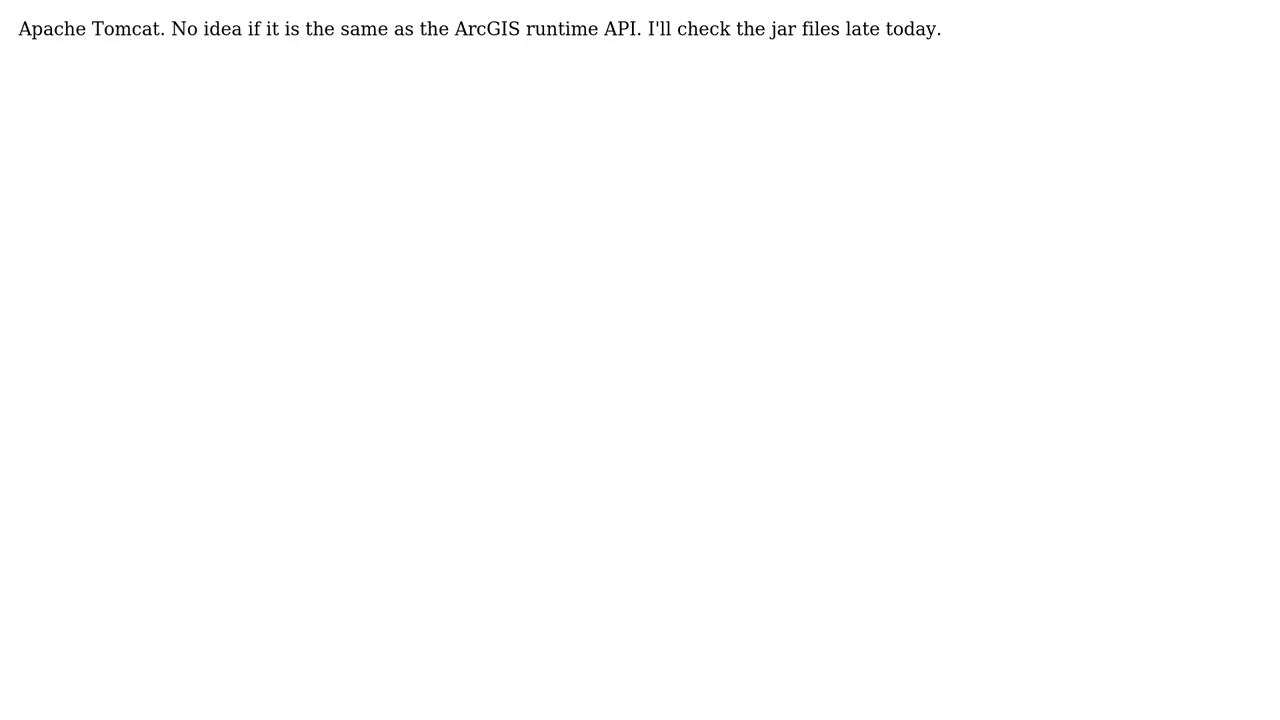 Apache Tomcat. No idea if it is the same as the ArcGIS runtime API. I'll check the jar files late today.